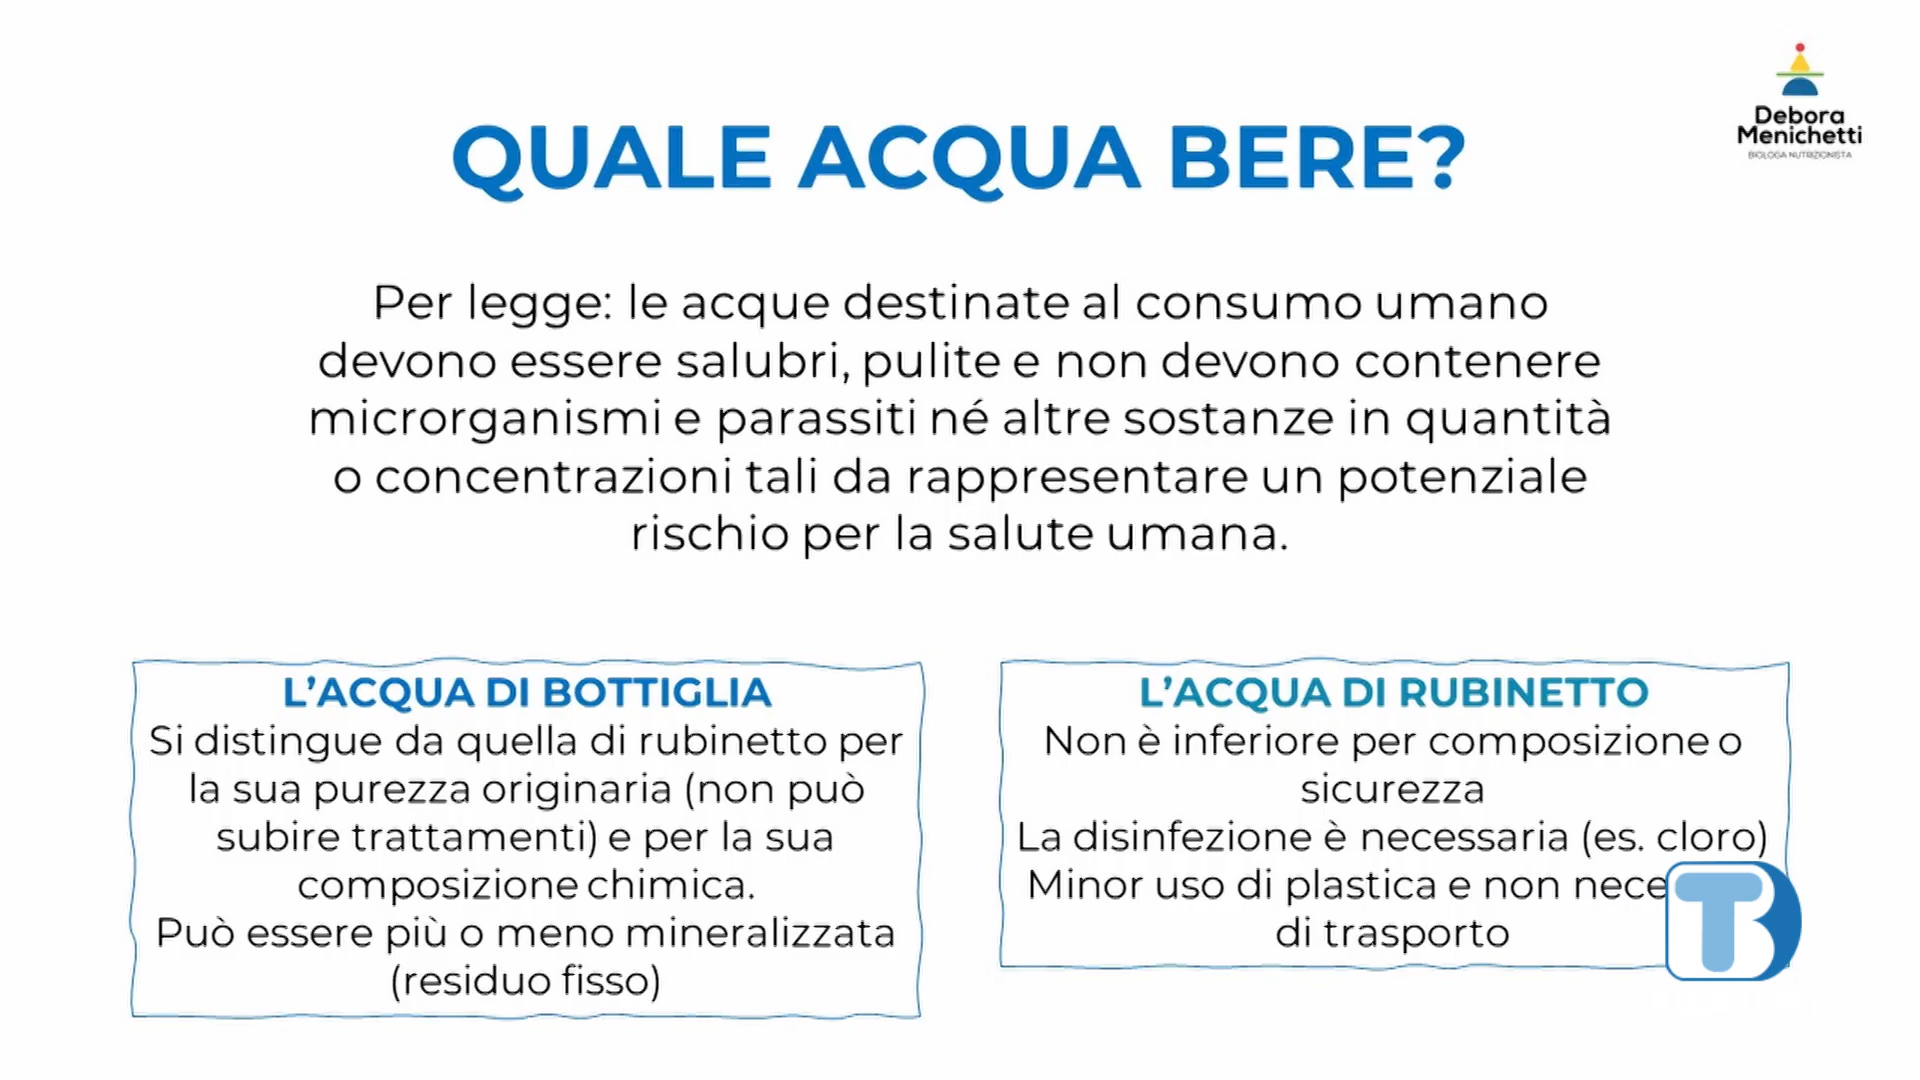 Debora
Menichetti
BIOLOGA NUTRIZIONISTA
QUALE ACQUA BERE?
Per legge: le acque destinate al consumo umano
devono essere salubri, pulite e non devono contenere
microrganismi e parassiti né altre sostanze in quantità
o concentrazioni tali da rappresentare un potenziale
rischio per la salute umana.
L'ACQUA DI BOTTIGLIA
Si distingue da quella di rubinetto per
la sua purezza originaria (non può
subire trattamenti) e per la sua
composizione chimica.
Può essere più o meno mineralizzata
(residuo fisso)
L'ACQUA DI RUBINETTO
Non è inferiore per composizione o
sicurezza
La disinfezione è necessaria (es. cloro)
Minor uso di plastica e non
di trasporto
TB